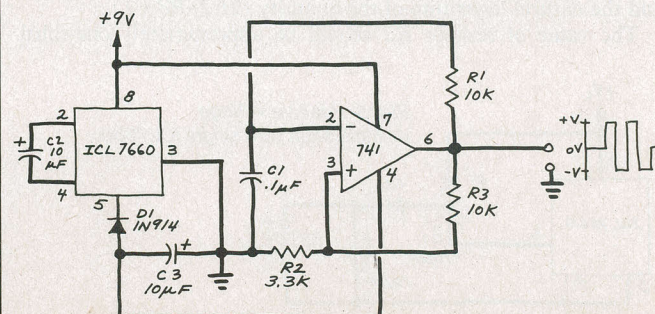 +9V
8
2
+
C2
10
µF
4
ICL7660
3
5
D1
1N914
+
C3
10µF
C1
.1µF
R2
3.3K
2
-
3
+
741
7
4
6
R1
10K
R3
10K
+V
0V
-V